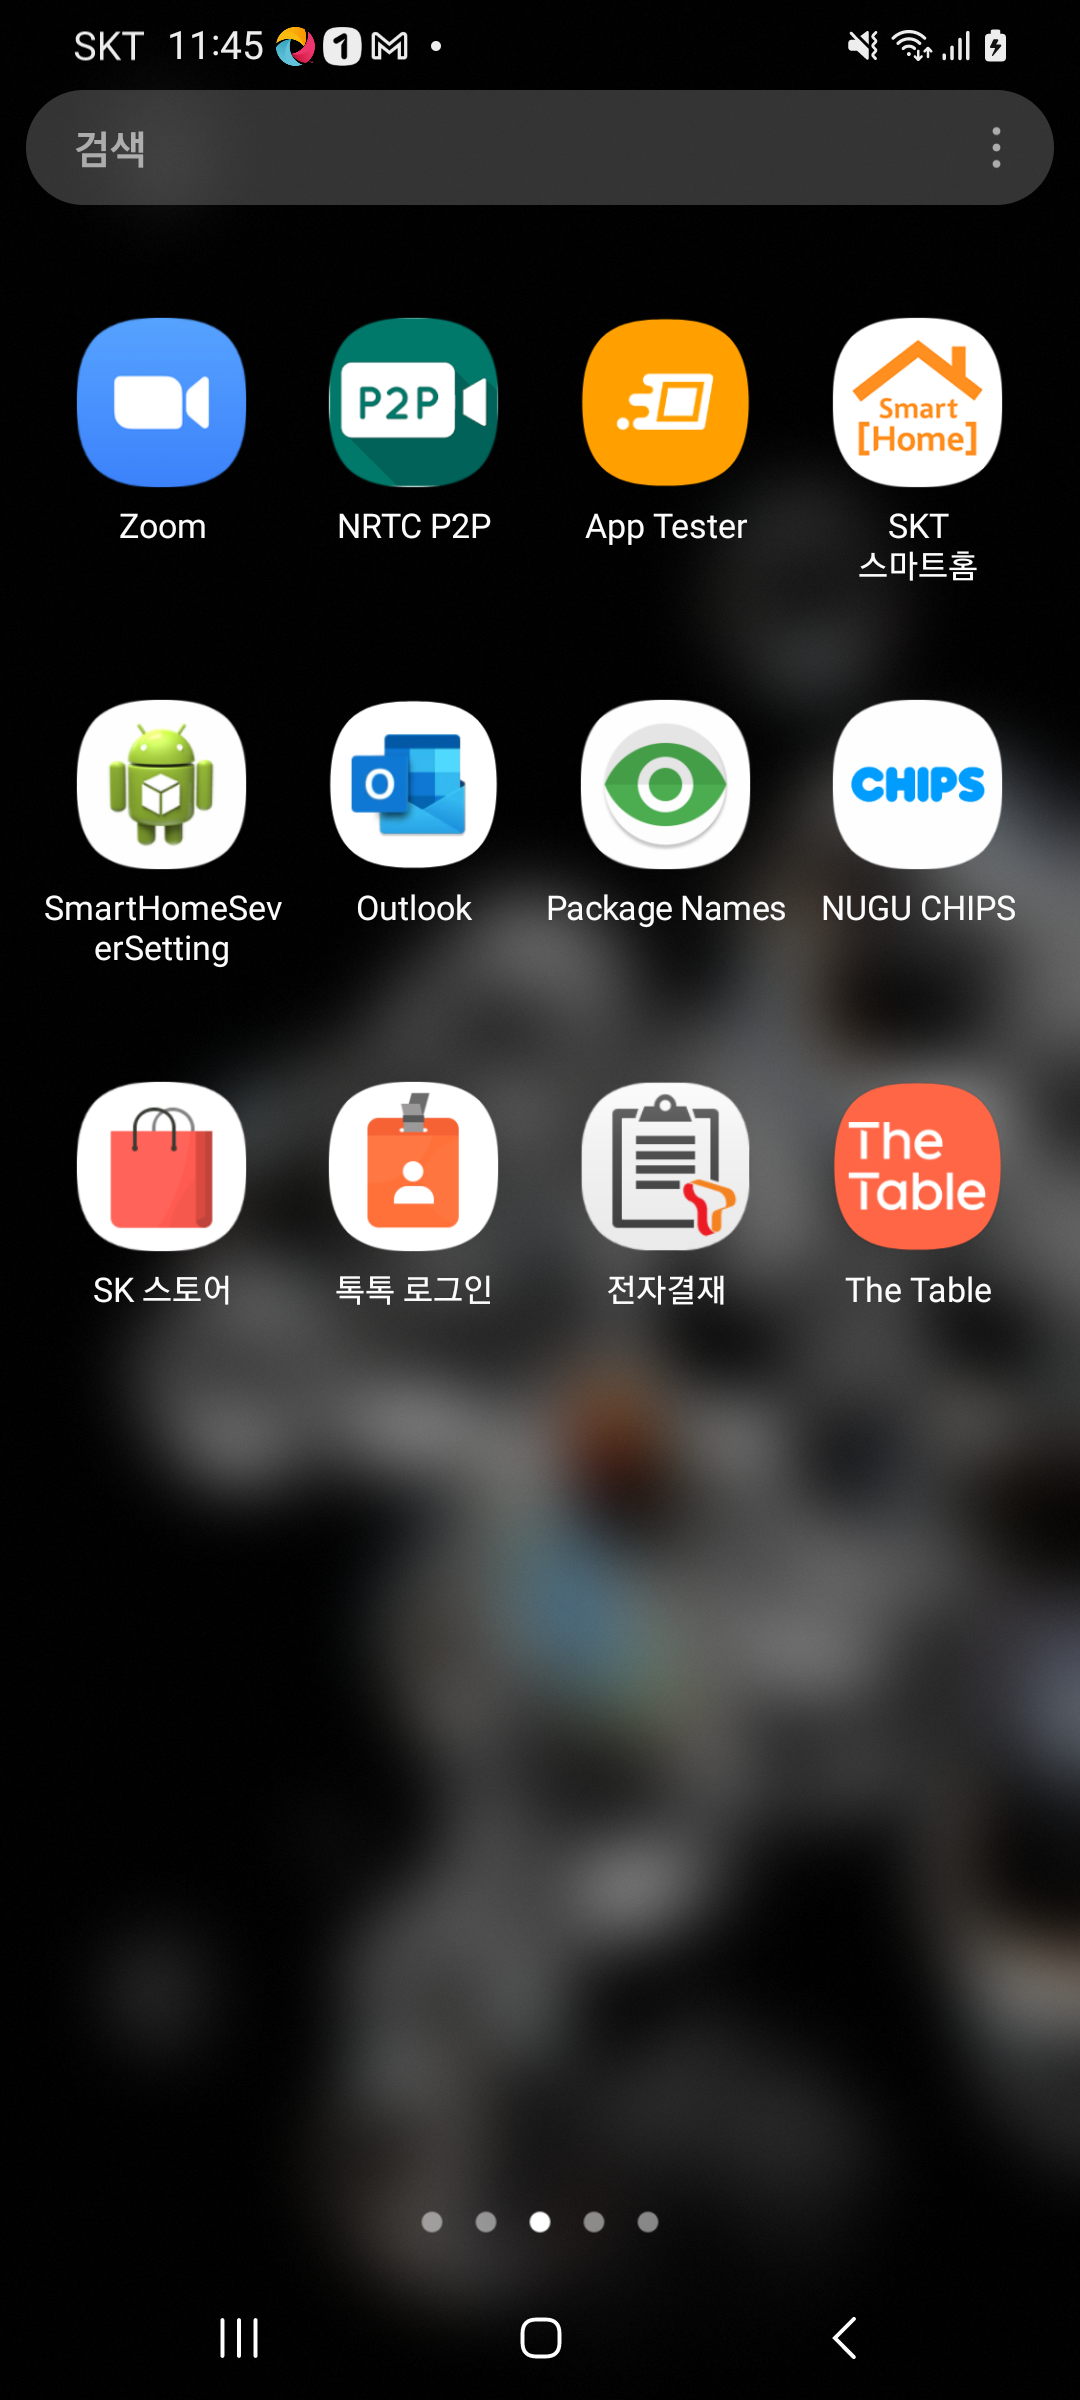 SKT 11:45 1 M
검색
P2P
Smart
[Home]
Zoom
NRTC P2P
App Tester
SKT
스마트홈
O
CHIPS
SmartHomeSev
erSetting
Outlook
Package Names
NUGU CHIPS
The
Table
SK 스토어
톡톡 로그인
전자결재
The Table